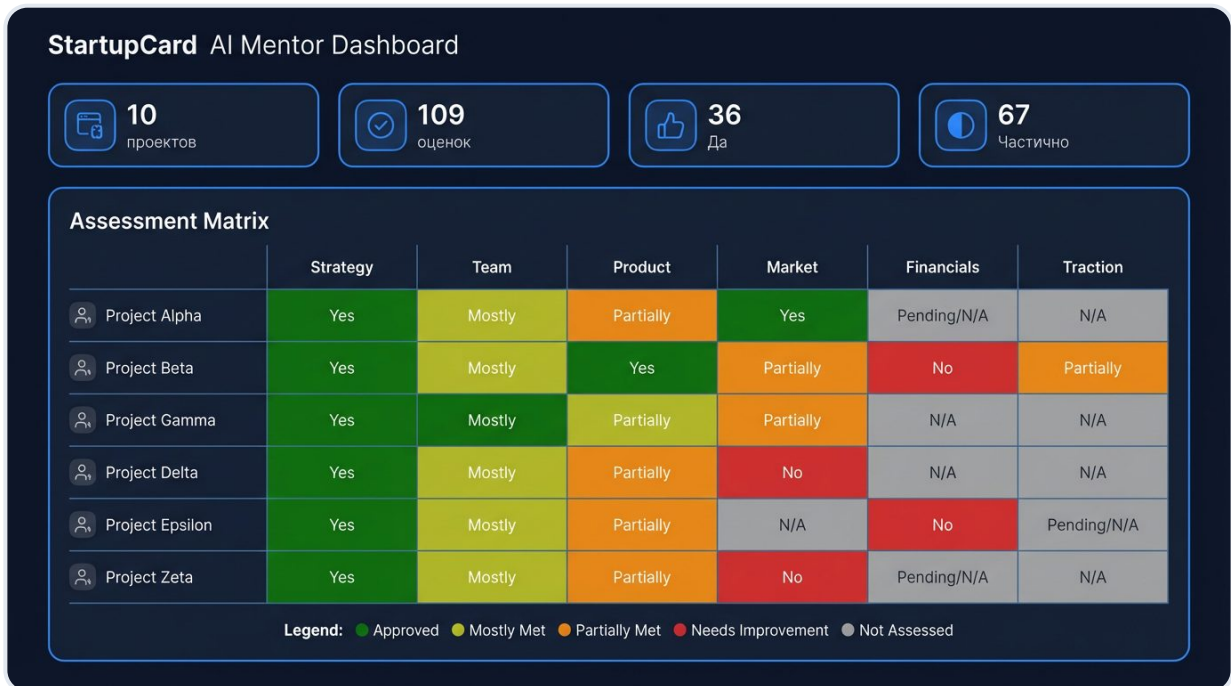 StartupCard AI Mentor Dashboard
10
проектов
109
оценок
36
Да
67
Частично
Assessment Matrix
Strategy Team Product Market Financials Traction
Project Alpha Yes Mostly Partially Yes Pending/N/A N/A
Project Beta Yes Mostly Yes Partially No Partially
Project Gamma Yes Mostly Partially Partially N/A N/A
Project Delta Yes Mostly Partially No N/A N/A
Project Epsilon Yes Mostly Partially N/A No Pending/N/A
Project Zeta Yes Mostly Partially No Pending/N/A N/A
Legend: Approved Mostly Met Partially Met Needs Improvement Not Assessed